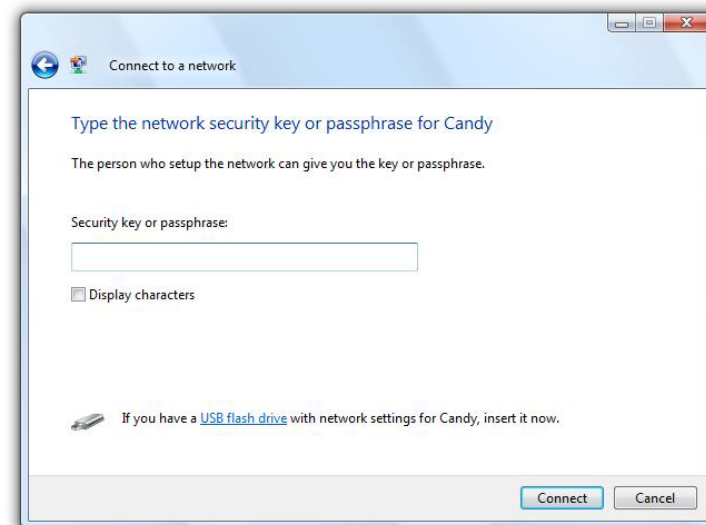 Connect to a network
Type the network security key or passphrase for Candy
The person who setup the network can give you the key or passphrase.
Security key or passphrase:
Display characters
If you have a USB flash drive with network settings for Candy, insert it now.
Connect Cancel